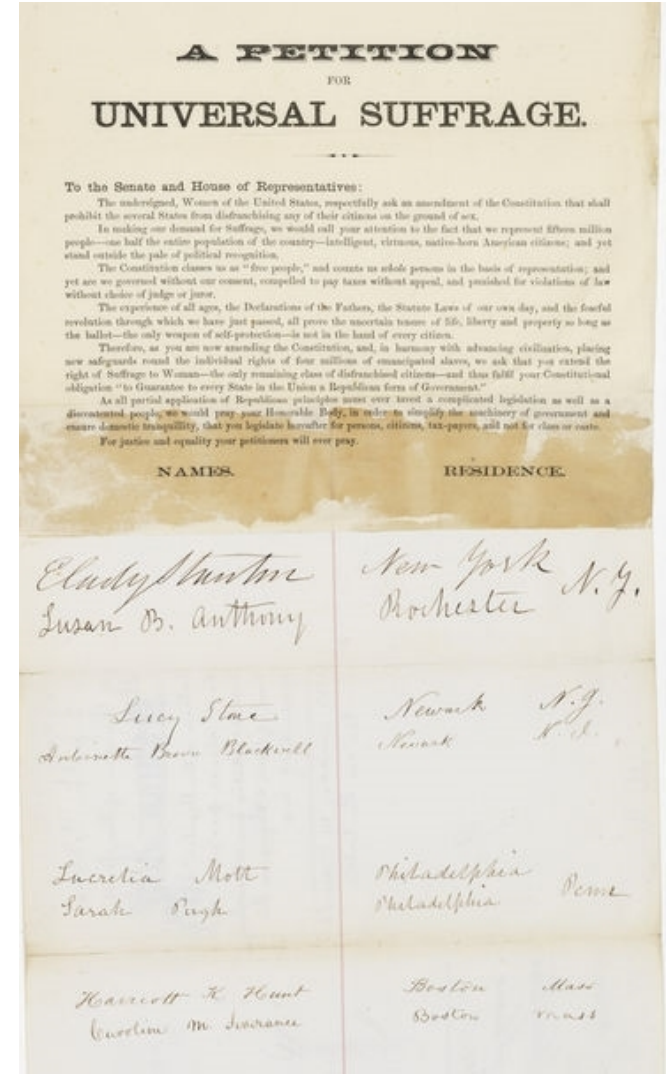 A PETITION
FOR
UNIVERSAL SUFFRAGE.
To the Senate and House of Representatives:
The undersigned, Women of the United States, respectfully ask an amendment of the Constitution that shall
prohibit the several States from disfranchising any of their citizens on the ground of sex.
In making our demand for Suffrage, we would call your attention to the fact that we represent fifteen million
people—one half the entire population of the country—intelligent, virtuous, native-born American citizens; and yet
stand outside the pale of political recognition.
The Constitution classes us as "free people," and counts us whole persons in the basis of representation; and
yet are we governed without our consent, compelled to pay taxes without appeal, and punished for violations of law
without choice of judge or juror.
The experience of all ages, the Declarations of the Fathers, the Statute Laws of our own day, and the fearful
revolution through which we have just passed, all prove the uncertain tenure of life, liberty and property so long as
the ballot—the only weapon of self-protection—is not in the hand of every citizen.
Therefore, as you are now amending the Constitution, and, in harmony with advancing civilization, placing
new safeguards round the individual rights of four millions of emancipated slaves, we ask that you extend the
right of Suffrage to Woman—the only remaining class of disfranchised citizens—and thus fulfil your Constitutional
obligation "to Guarantee to every State in the Union a Republican form of Government."
As all partial application of Republican principles must ever breed a complicated legislation as well as a
discontented people, we would pray your Honorable Body, in order to simplify the machinery of government and
ensure domestic tranquillity, that you legislate hereafter for persons, citizens, tax-payers, and not for class or caste.
For justice and equality your petitioners will ever pray.
NAMES. RESIDENCE.
ECadyStanton New York
Susan B. Anthony Rochester N.Y.
Lucy Stone Newark N.J.
Antoinette Brown Blackwell Newark N.J.
Lucretia Mott Philadelphia
Sarah Pugh Philadelphia Penn
Harriott K Hunt Boston Mass
Caroline M. Severance Boston mass